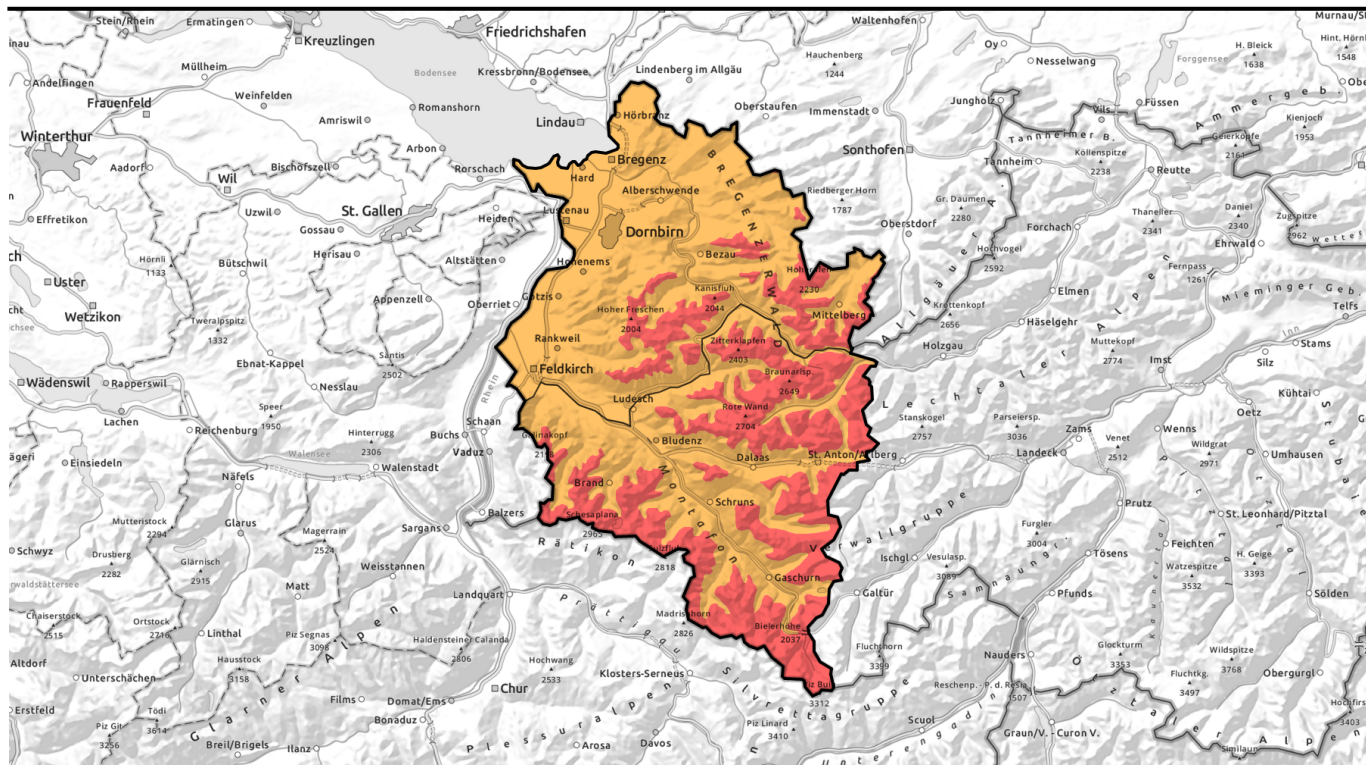 Stein/Rhein
Ermatingen
Kreuzlingen
Friedrichshafen
Waltenhofen
Murnau/St
Hint. Hörnl
1548
Andelfingen
Müllheim
Bodensee
Kressbronn/Bodensee
Lindenberg im Allgäu
Hauchenberg
1244
Oy
Nesselwang
Forggensee
H. Bleick
1638
Frauenfeld
Weinfelden
Romanshorn
Oberstaufen
Immenstadt
Jungholz
Füssen
Vils
Ammergeb.
Kienjoch
1953
Winterthur
Amriswil
Lindau
Hörbranz
Sonthofen
Tannheimer B.
Geierköpfe
2161
Aadorf
Bischofszell
Arbon
Rorschach
Bregenz
Hard
Tannheim
Köllenspitze
2238
Reutte
Wil
Alberschwende
BREGENZERWALD
Riedberger Horn
1787
Gr. Daumen
2280
Effretikon
Uzwil
St. Gallen
Heiden
Lustenau
Dornbirn
Oberstdorf
Thaneller
2341
Daniel
2340
Zugspitze
2962
Gossau
Forchach
Ehrwald
Hörnli
1133
Herisau
Altstätten
Hohenems
Bezau
Hochvogel
2592
Allgäuer A.
Fernpass
1261
Uster
Bütschwil
Appenzell
Oberriet
Götzis
Kanisfluh
2044
2230
Mittelberg
Krottenkopf
2656
Elmen
Mieminger Geb.
Telfs
Wetzikon
Tweralpspitz
1332
Hoher Freschen
2004
Häselgehr
Inn
Ebnat-Kappel
Säntis
2502
Rankweil
Zitterklapfen
2403
Holzgau
Muttekopf
2774
Imst
Stams
Silz
Wädenswil
Rapperswil
Nesslau
Rhein
Feldkirch
Braunarlsp.
2649
Lechtaler Alpen
Kühtai
Lachen
Speer
1950
Schaan
Ludesch
Rote Wand
2704
Stanskogel
2757
Parseiersp.
3036
Oetz
Reichenburg
Hinterrugg
2306
Buchs
Vaduz
Bludenz
Zams
Venet
2512
Wenns
Wildgrat
2971
Einsiedeln
Walensee
Walenstadt
Dalaas
St. Anton/Arlberg
Landeck
Umhausen
Näfels
Brand
Montafon
Schruns
Prutz
Mutteristock
2294
Glarus
Magerrain
2524
Sargans
Balzers
Schesaplana
Rätikon
Verwallgruppe
Furgler
3004
St. Leonhard/Pitztal
Schwyz
Drusberg
2282
Glärnisch
2915
Weisstannen
2818
Ischgl
Vesulasp.
3089
Samnaungr.
Tösens
Feichten
H. Geige
3393
Matt
Gaschurn
Watzespitze
3532
Landquart
Galtür
Pfunds
Sölden
Chaiserstock
2515
Ortstock
2716
Linthal
Piz Segnas
3098
Haldensteiner Calanda
2806
Prättigau
Madrisahorn
2826
Bielerhöhe
2037
Fluchthorn
3399
Glockturm
3353
Wildspitze
3768
Altdorf
Hausstock
3158
Hochwang
2533
Klosters-Serneus
Nauders
Fluchtkg.
3497
Obergurgl
Unterschächen
Glarner Alpen
Films
Domat/Ems
Chur
Silvrettagruppe
3312
Reschenp. - P. d. Resia
1507
Ötztaler Alpen
Hochfirst
3403
Erstfeld
Tödi
3614
Bonaduz
Piz Linard
3410
Scuol
Piz Git
3256
Breil/Brigels
Ilanz
Plessuralpen
Arosa
Davos
Unterengadin
Graun/V. - Curon V.
Similaun